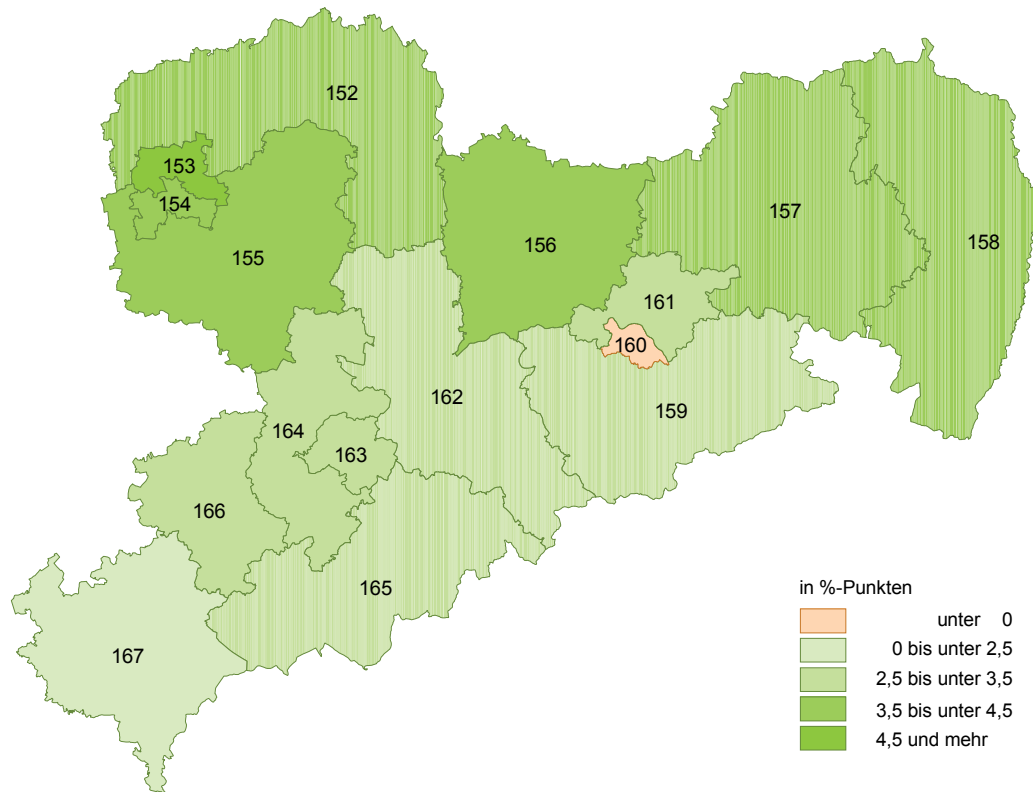 152
153
154
155
156
157
158
161
160
162
159
164
163
166
165
167
in %-Punkten
unter 0
0 bis unter 2,5
2,5 bis unter 3,5
3,5 bis unter 4,5
4,5 und mehr